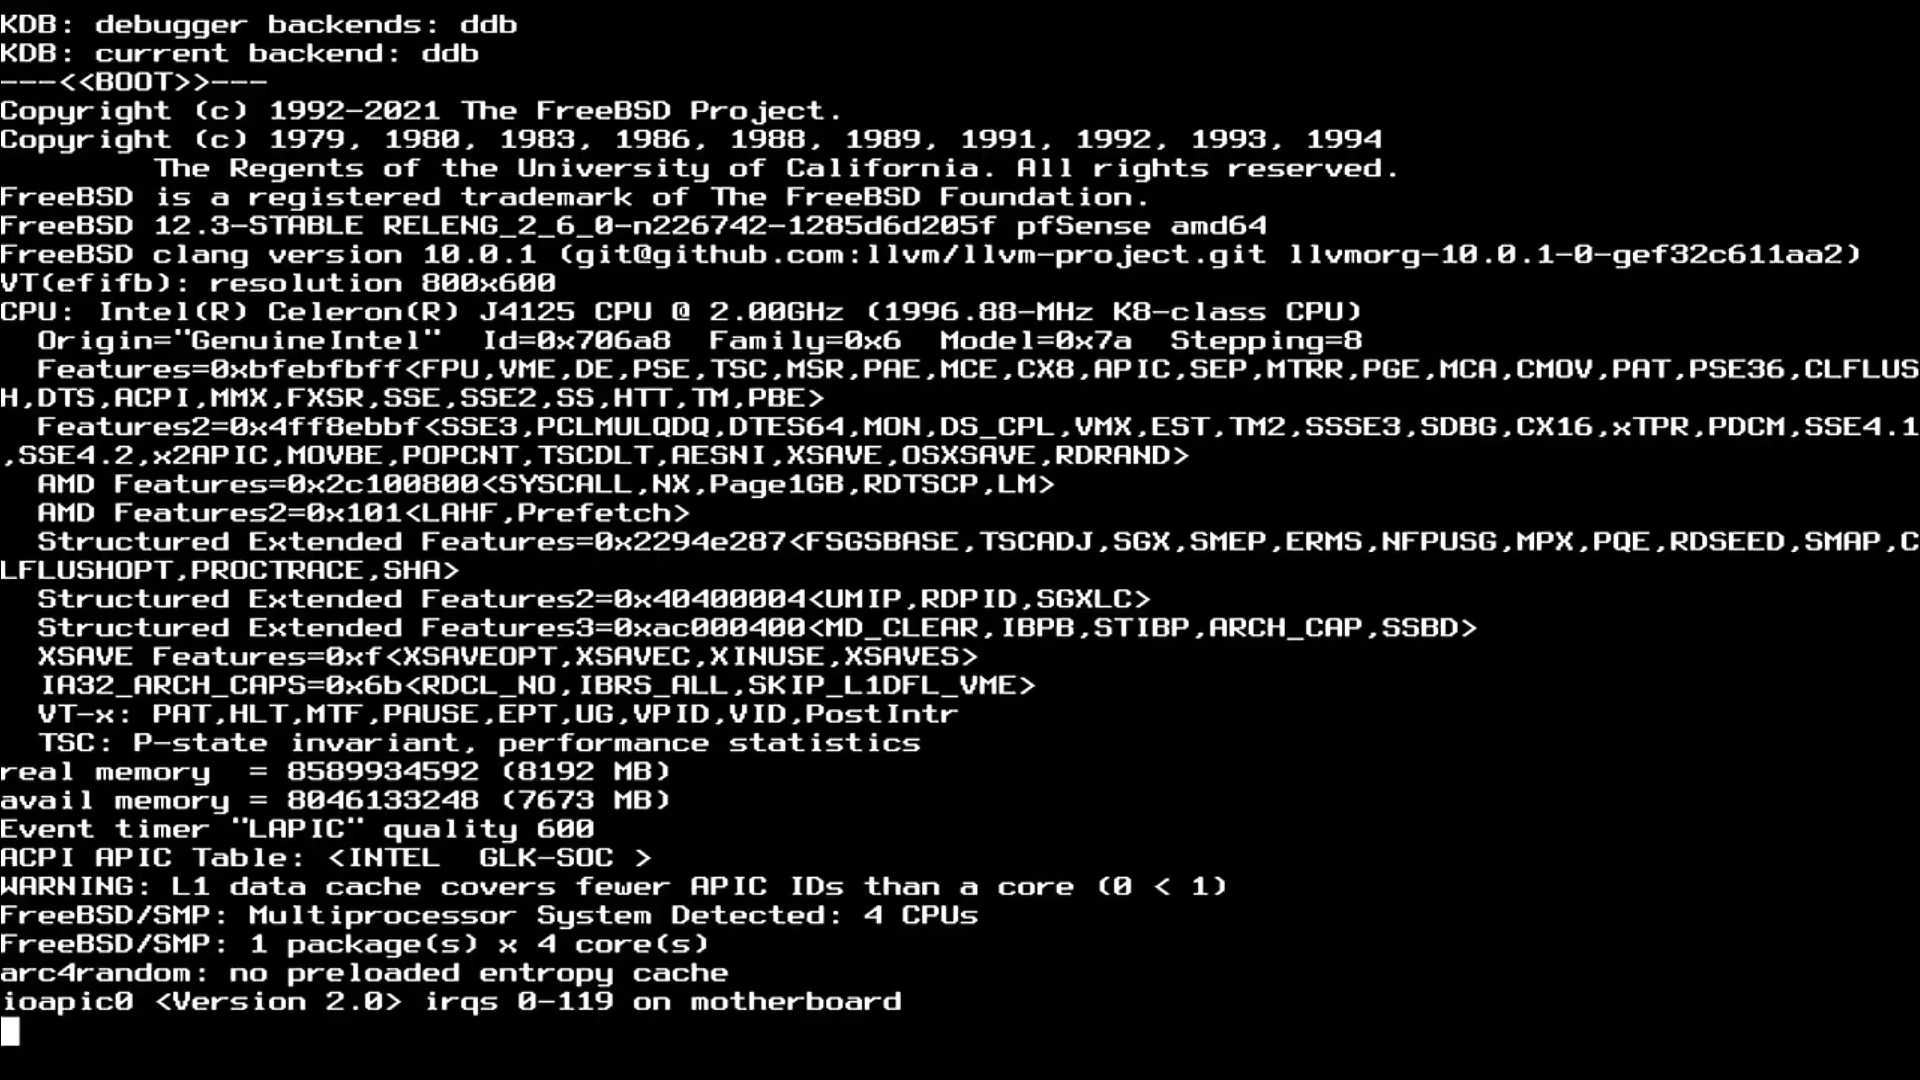 KDB: debugger backends: ddb
KDB: current backend: ddb
---<<BOOT>>---
Copyright (c) 1992-2021 The FreeBSD Project.
Copyright (c) 1979, 1980, 1983, 1986, 1988, 1989, 1991, 1992, 1993, 1994
        The Regents of the University of California. All rights reserved.
FreeBSD is a registered trademark of The FreeBSD Foundation.
FreeBSD 12.3-STABLE RELENG_2_6_0-n226742-1285d6d205f pfSense amd64
FreeBSD clang version 10.0.1 (git@github.com:llvm/llvm-project.git llvmorg-10.0.1-0-gef32c611aa2)
VT(efifb): resolution 800x600
CPU: Intel(R) Celeron(R) J4125 CPU @ 2.00GHz (1996.88-MHz K8-class CPU)
  Origin="GenuineIntel"  Id=0x706a8  Family=0x6  Model=0x7a  Stepping=8
  Features=0xbfebfbff<FPU,VME,DE,PSE,TSC,MSR,PAE,MCE,CX8,APIC,SEP,MTRR,PGE,MCA,CMOV,PAT,PSE36,CLFLUS
H,DTS,ACPI,MMX,FXSR,SSE,SSE2,SS,HTT,TM,PBE>
  Features2=0x4ff8ebbf<SSE3,PCLMULQDQ,DTES64,MON,DS_CPL,VMX,EST,TM2,SSSE3,SDBG,CX16,xTPR,PDCM,SSE4.1
,SSE4.2,x2APIC,MOVBE,POPCNT,TSCDLT,AESNI,XSAVE,OSXSAVE,RDRAND>
  AMD Features=0x2c100800<SYSCALL,NX,Page1GB,RDTSCP,LM>
  AMD Features2=0x101<LAHF,Prefetch>
  Structured Extended Features=0x2294e287<FSGSBASE,TSCADJ,SGX,SMEP,ERMS,NFPUSG,MPX,PQE,RDSEED,SMAP,C
LFLUSHOPT,PROCTRACE,SHA>
  Structured Extended Features2=0x40400004<UMIP,RDPID,SGXLC>
  Structured Extended Features3=0xac000400<MD_CLEAR,IBPB,STIBP,ARCH_CAP,SSBD>
  XSAVE Features=0xf<XSAVEOPT,XSAVEC,XINUSE,XSAVES>
  IA32_ARCH_CAPS=0x6b<RDCL_NO,IBRS_ALL,SKIP_L1DFL_VME>
  VT-x: PAT,HLT,MTF,PAUSE,EPT,UG,VPID,VID,PostIntr
  TSC: P-state invariant, performance statistics
real memory  = 8589934592 (8192 MB)
avail memory = 8046133248 (7673 MB)
Event timer "LAPIC" quality 600
ACPI APIC Table: <INTEL  GLK-SOC >
WARNING: L1 data cache covers fewer APIC IDs than a core (0 < 1)
FreeBSD/SMP: Multiprocessor System Detected: 4 CPUs
FreeBSD/SMP: 1 package(s) x 4 core(s)
arc4random: no preloaded entropy cache
ioapic0 <Version 2.0> irqs 0-119 on motherboard